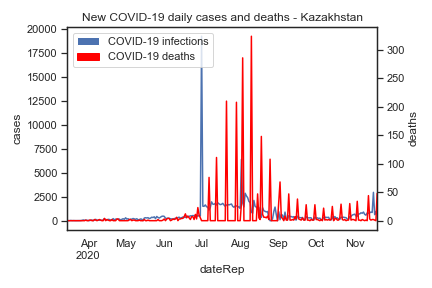 New COVID-19 daily cases and deaths - Kazakhstan
COVID-19 infections
COVID-19 deaths
20000
17500
15000
12500
10000
7500
5000
2500
0
cases
300
250
200
150
100
50
0
deaths
Apr May Jun Jul Aug Sep Oct Nov
2020
dateRep